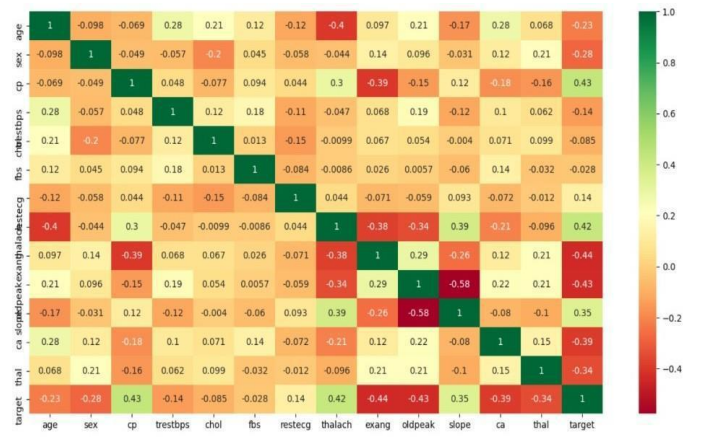 age 1 -0.098 -0.069 0.28 0.21 0.12 -0.12 -0.4 0.097 0.21 -0.17 0.28 0.068 -0.23
sex -0.098 1 -0.049 -0.057 -0.2 0.045 -0.058 -0.044 0.14 0.096 -0.031 0.12 0.21 -0.28
cp -0.069 -0.049 1 0.048 -0.077 0.094 0.044 0.3 -0.39 -0.15 0.12 -0.18 -0.16 0.43
trestbps 0.28 -0.057 0.048 1 0.12 0.18 -0.11 -0.047 0.068 0.19 -0.12 0.1 0.062 -0.14
chol 0.21 -0.2 -0.077 0.12 1 0.013 -0.15 -0.0099 0.067 0.054 -0.004 0.071 0.099 -0.085
fbs 0.12 0.045 0.094 0.18 0.013 1 -0.084 -0.0086 0.026 0.0057 -0.06 0.14 -0.032 -0.028
restecg -0.12 -0.058 0.044 -0.11 -0.15 -0.084 1 0.044 -0.071 -0.059 0.093 -0.072 -0.012 0.14
thalach -0.4 -0.044 0.3 -0.047 -0.0099 -0.0086 0.044 1 -0.38 -0.34 0.39 -0.21 -0.096 0.42
exang 0.097 0.14 -0.39 0.068 0.067 0.026 -0.071 -0.38 1 0.29 -0.26 0.12 0.21 -0.44
oldpeak 0.21 0.096 -0.15 0.19 0.054 0.0057 -0.059 -0.34 0.29 1 -0.58 0.22 0.21 -0.43
slope -0.17 -0.031 0.12 -0.12 -0.004 -0.06 0.093 0.39 -0.26 -0.58 1 -0.08 -0.1 0.35
ca 0.28 0.12 -0.18 0.1 0.071 0.14 -0.072 -0.21 0.12 0.22 -0.08 1 0.15 -0.39
thal 0.068 0.21 -0.16 0.062 0.099 -0.032 -0.012 -0.096 0.21 0.21 -0.1 0.15 1 -0.34
target -0.23 -0.28 0.43 -0.14 -0.085 -0.028 0.14 0.42 -0.44 -0.43 0.35 -0.39 -0.34 1
age sex cp trestbps chol fbs restecg thalach exang oldpeak slope ca thal target
1.0
0.8
0.6
0.4
0.2
0.0
−0.2
−0.4